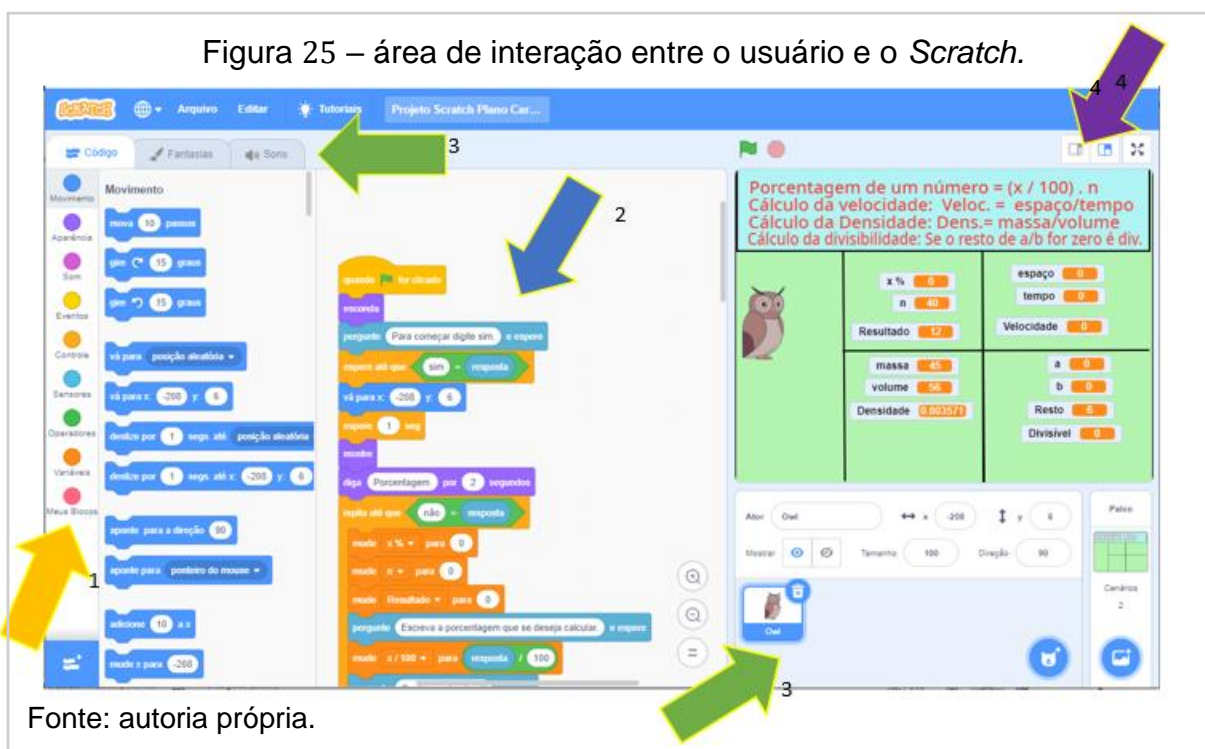 Figura 25 – área de interação entre o usuário e o Scratch.
4 4
SCRATCH Arquivo Editar Tutoriais Projeto Scratch Plano Car...
3
Código Fantasias Sons
Movimento
Aparência
Som
Eventos
Controle
Sensores
Operadores
Variáveis
Meus Blocos
1
Movimento
mova 10 passos
gire 15 graus
gire 15 graus
vá para posição aleatória
vá para x: -208 y: 6
deslize por 1 segs. até posição aleatória
deslize por 1 segs. até x: -208 y: 6
aponte para a direção 90
aponte para ponteiro do mouse
adicione 10 a x
mude x para -208
2
quando for clicado
esconda
pergunte Para começar digite sim. e espere
espere até que sim = resposta
vá para x: -208 y: 6
espere 1 seg
mostre
diga Porcentagem por 2 segundos
repita até que não = resposta
mude x % para 0
mude n para 0
mude Resultado para 0
pergunte Escreva a porcentagem que se deseja calcular. e espere
mude x / 100 para resposta / 100
Porcentagem de um número = (x / 100) . n
Cálculo da velocidade: Veloc. = espaço/tempo
Cálculo da Densidade: Dens.= massa/volume
Cálculo da divisibilidade: Se o resto de a/b for zero é div.
x % 0
n 40
Resultado 12
espaço 0
tempo 0
Velocidade 0
massa 45
volume 56
Densidade 0.803571
a 0
b 0
Resto 6
Divisível 0
Ator Owl x -208 y 6
Mostrar Tamanho 100 Direção 90
Owl
Palco
Cenários
2
3
Fonte: autoria própria.